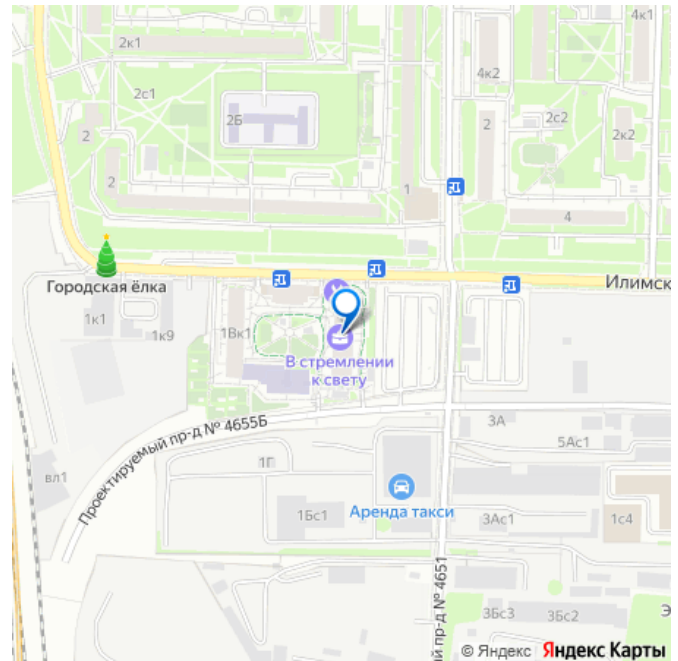 2к1
4к1
2с1
4к2
2Б
2с2
2
2
2к2
2
1
4
Илимск
Городская ёлка
1к1
1к9
1Вк1
В стремлении
к свету
Проектируемый пр-д № 4655Б
3А
5Ас1
вл1
1Г
1Бс1
Аренда такси
3Ас1
1с4
ый пр-д № 4651
3Бс3
3Бс2
Э
© Яндекс Яндекс Карты